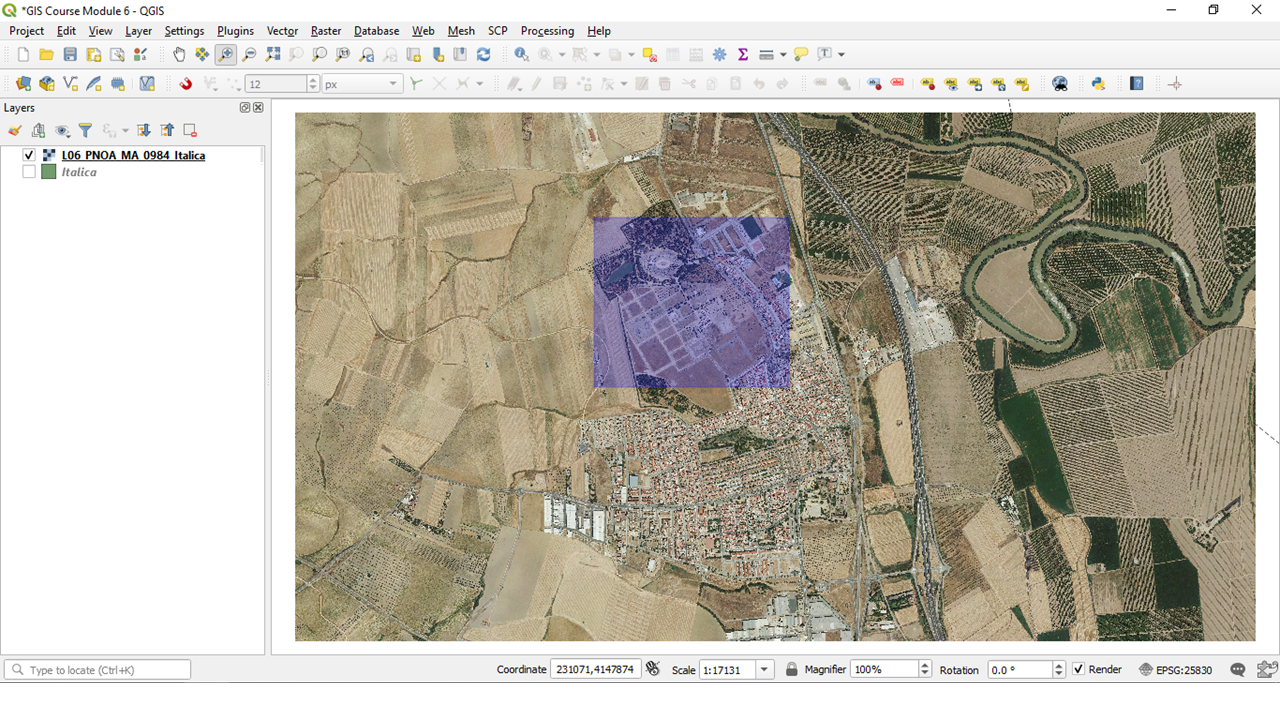 *GIS Course Module 6 - QGIS
Project Edit View Layer Settings Plugins Vector Raster Database Web Mesh SCP Processing Help
12 px
Layers
L06_PNOA_MA_0984_Italica
Italica
Type to locate (Ctrl+K) Coordinate 231071,4147874 Scale 1:17131 Magnifier 100% Rotation 0.0 ° Render EPSG:25830